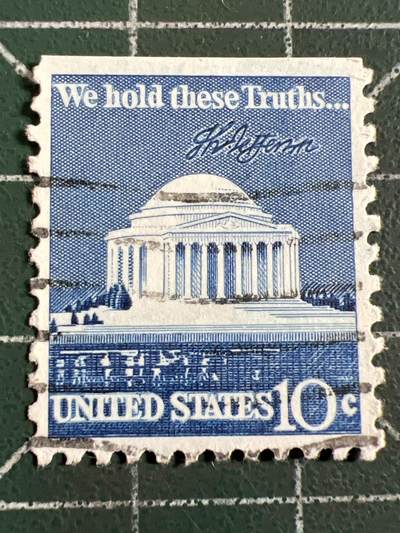 We hold these Truths...
Th Jefferson
UNITED STATES 10c